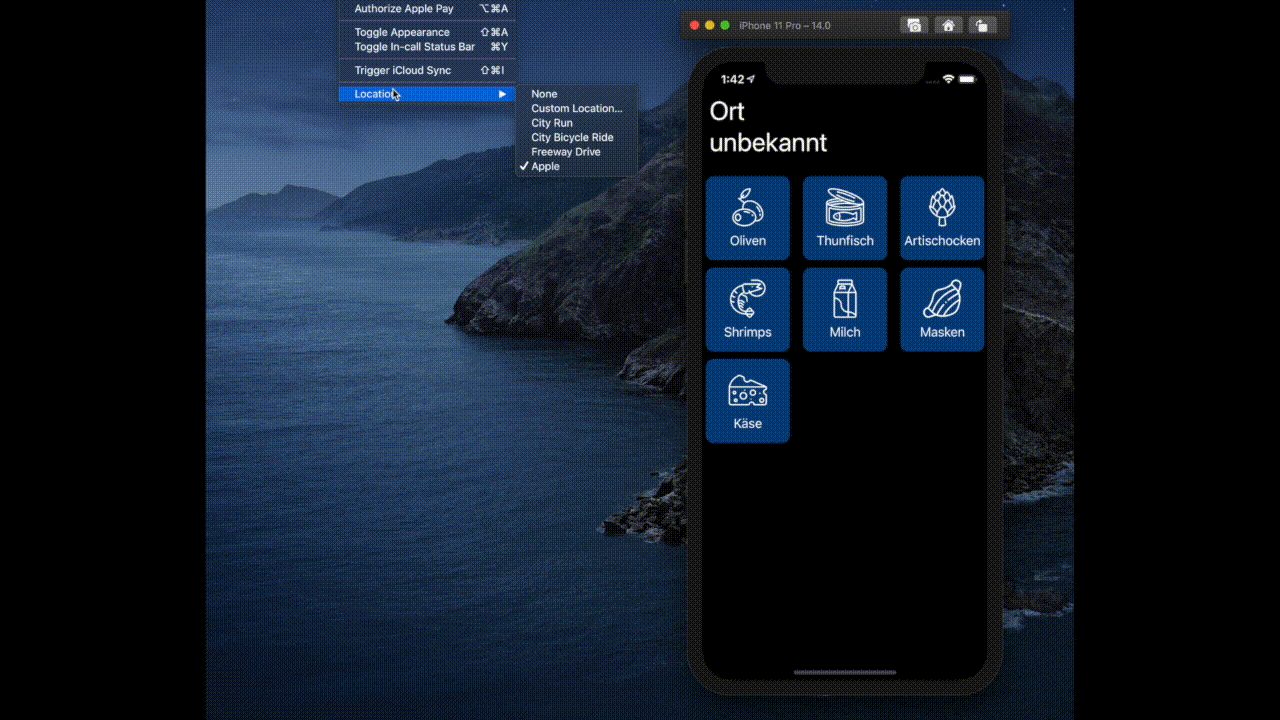 Authorize Apple Pay ⌥⌘A
Toggle Appearance ⇧⌘A
Toggle In-call Status Bar ⌘Y
Trigger iCloud Sync ⇧⌘I
Location
None
Custom Location...
City Run
City Bicycle Ride
Freeway Drive
Apple
iPhone 11 Pro – 14.0
1:42
Ort
unbekannt
Oliven
Thunfisch
Artischocken
Shrimps
Milch
Masken
Käse